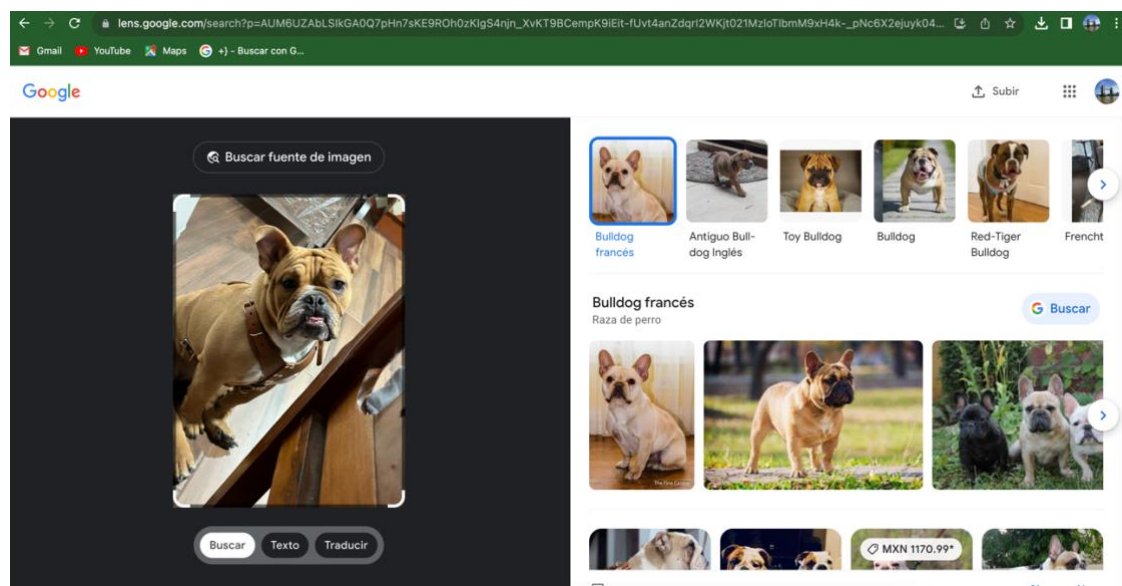 lens.google.com/search?p=AUM6UZAbLSIkGA0Q7pHn7sKE9ROh0zKIgS4njn_XvKT9BCempK9iEit-fUvt4anZdqrI2WKjt021MzIoTIbmM9xH4k-_pNc6X2ejuyk04...
Gmail YouTube Maps +} - Buscar con G...
Google Subir
Buscar fuente de imagen
Bulldog francés
Antiguo Bull-dog Inglés
Toy Bulldog
Bulldog
Red-Tiger Bulldog
Frencht
Bulldog francés
Raza de perro
Buscar
Buscar Texto Traducir
MXN 1170.99*